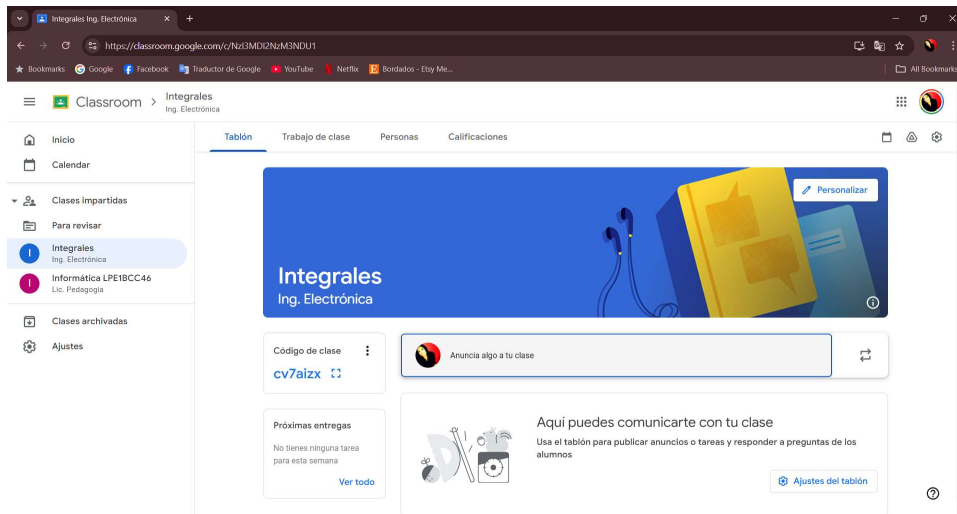 Integrales Ing. Electrónica
https://classroom.google.com/c/NzI3MDI2NzM3NDU1
Bookmarks Google Facebook Traductor de Google YouTube Netflix Bordados - Etsy Me... All Bookmarks
Classroom > Integrales
Ing. Electrónica
Inicio
Calendar
Clases impartidas
Para revisar
I Integrales
Ing. Electrónica
I Informática LPE1BCC46
Lic. Pedagogía
Clases archivadas
Ajustes
Tablón Trabajo de clase Personas Calificaciones
Personalizar
Integrales
Ing. Electrónica
Código de clase
cv7aizx
Anuncia algo a tu clase
Próximas entregas
No tienes ninguna tarea
para esta semana
Ver todo
Aquí puedes comunicarte con tu clase
Usa el tablón para publicar anuncios o tareas y responder a preguntas de los
alumnos
Ajustes del tablón